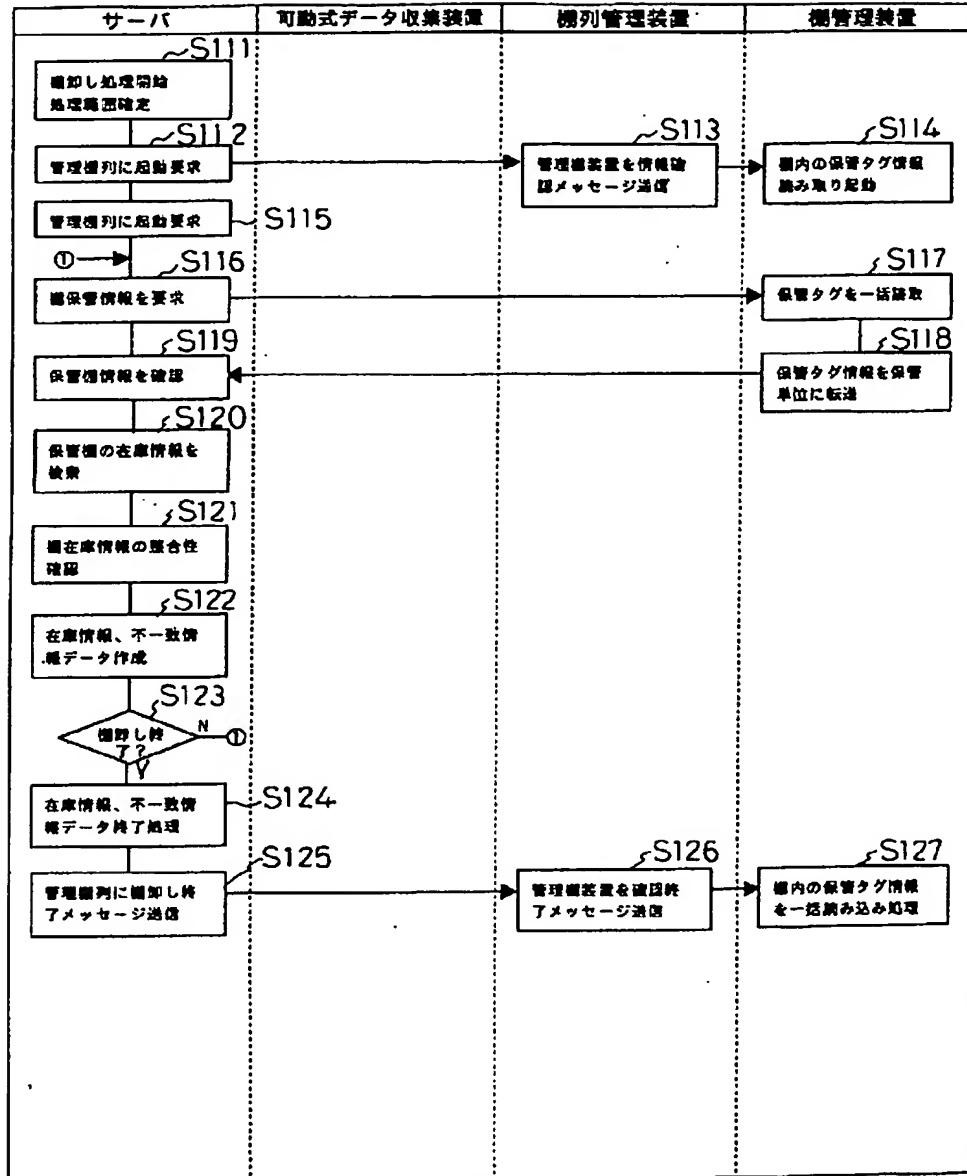 サーバ
可動式データ収集装置
棚列管理装置
棚管理装置
S111
棚卸し処理開始
処理範囲確定
S112
管理棚列に起動要求
S113
管理棚装置を情報確
認メッセージ送信
S114
棚内の保管タグ情報
読み取り起動
管理棚列に起動要求
S115
①
S116
棚保管情報を要求
S117
保管タグを一括読取
S119
保管棚情報を確認
S118
保管タグ情報を保管
単位に転送
S120
保管棚の在庫情報を
検索
S121
棚在庫情報の整合性
確認
S122
在庫情報、不一致情
報データ作成
S123
棚卸し終
了?
N
①
Y
在庫情報、不一致情
報データ終了処理
S124
S125
管理棚列に棚卸し終
了メッセージ送信
S126
管理棚装置を確認終
了メッセージ送信
S127
棚内の保管タグ情報
を一括読み込み処理